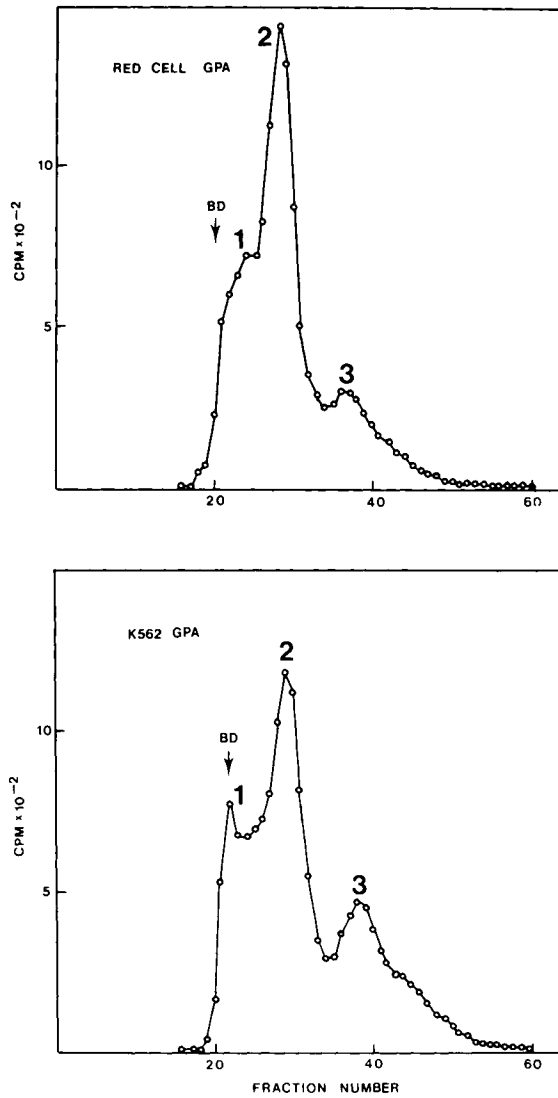 2
RED CELL GPA
10
BD
1
CPM × 10⁻²
5
3
20
40
60
K562 GPA
2
10
BD
1
CPM × 10⁻²
5
3
20
40
60
FRACTION NUMBER